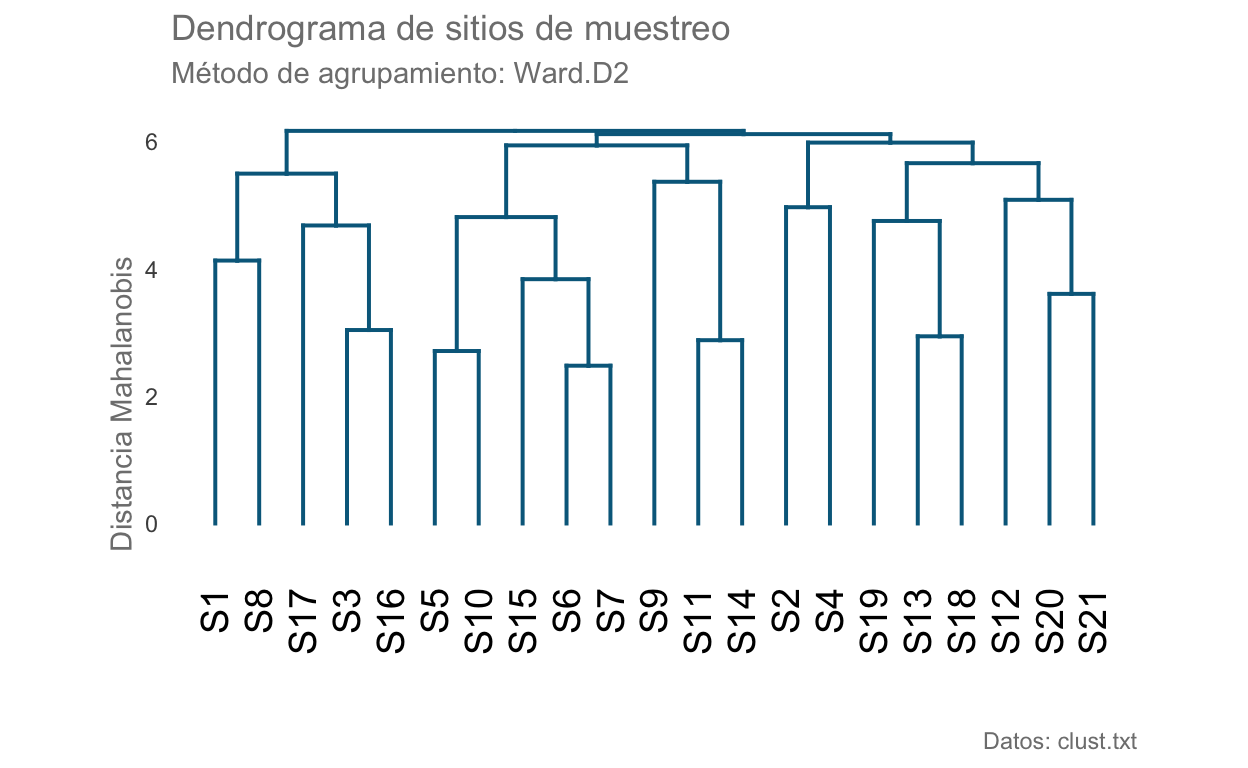 Dendrograma de sitios de muestreo
Método de agrupamiento: Ward.D2
Distancia Mahalanobis
6
4
2
0
S1 S8 S17 S3 S16 S5 S10 S15 S6 S7 S9 S11 S14 S2 S4 S19 S13 S18 S12 S20 S21
Datos: clust.txt